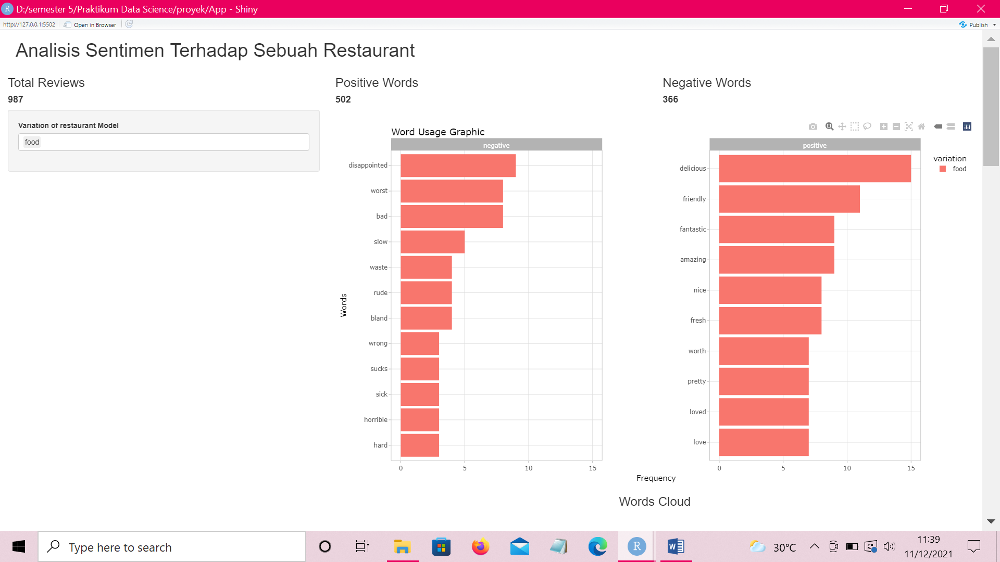 R D:/semester 5/Praktikum Data Science/proyek/App - Shiny
http://127.0.0.1:5502 Open in Browser Publish
Analisis Sentimen Terhadap Sebuah Restaurant
Total Reviews
987
Positive Words
502
Negative Words
366
Variation of restaurant Model
food
Word Usage Graphic
negative
disappointed
worst
bad
slow
waste
rude
bland
wrong
sucks
sick
horrible
hard
0 5 10 15
Words
positive
delicious
friendly
fantastic
amazing
nice
fresh
worth
pretty
loved
love
0 5 10 15
variation
food
Frequency
Words Cloud
Type here to search
R
W
30°C
11:39
11/12/2021